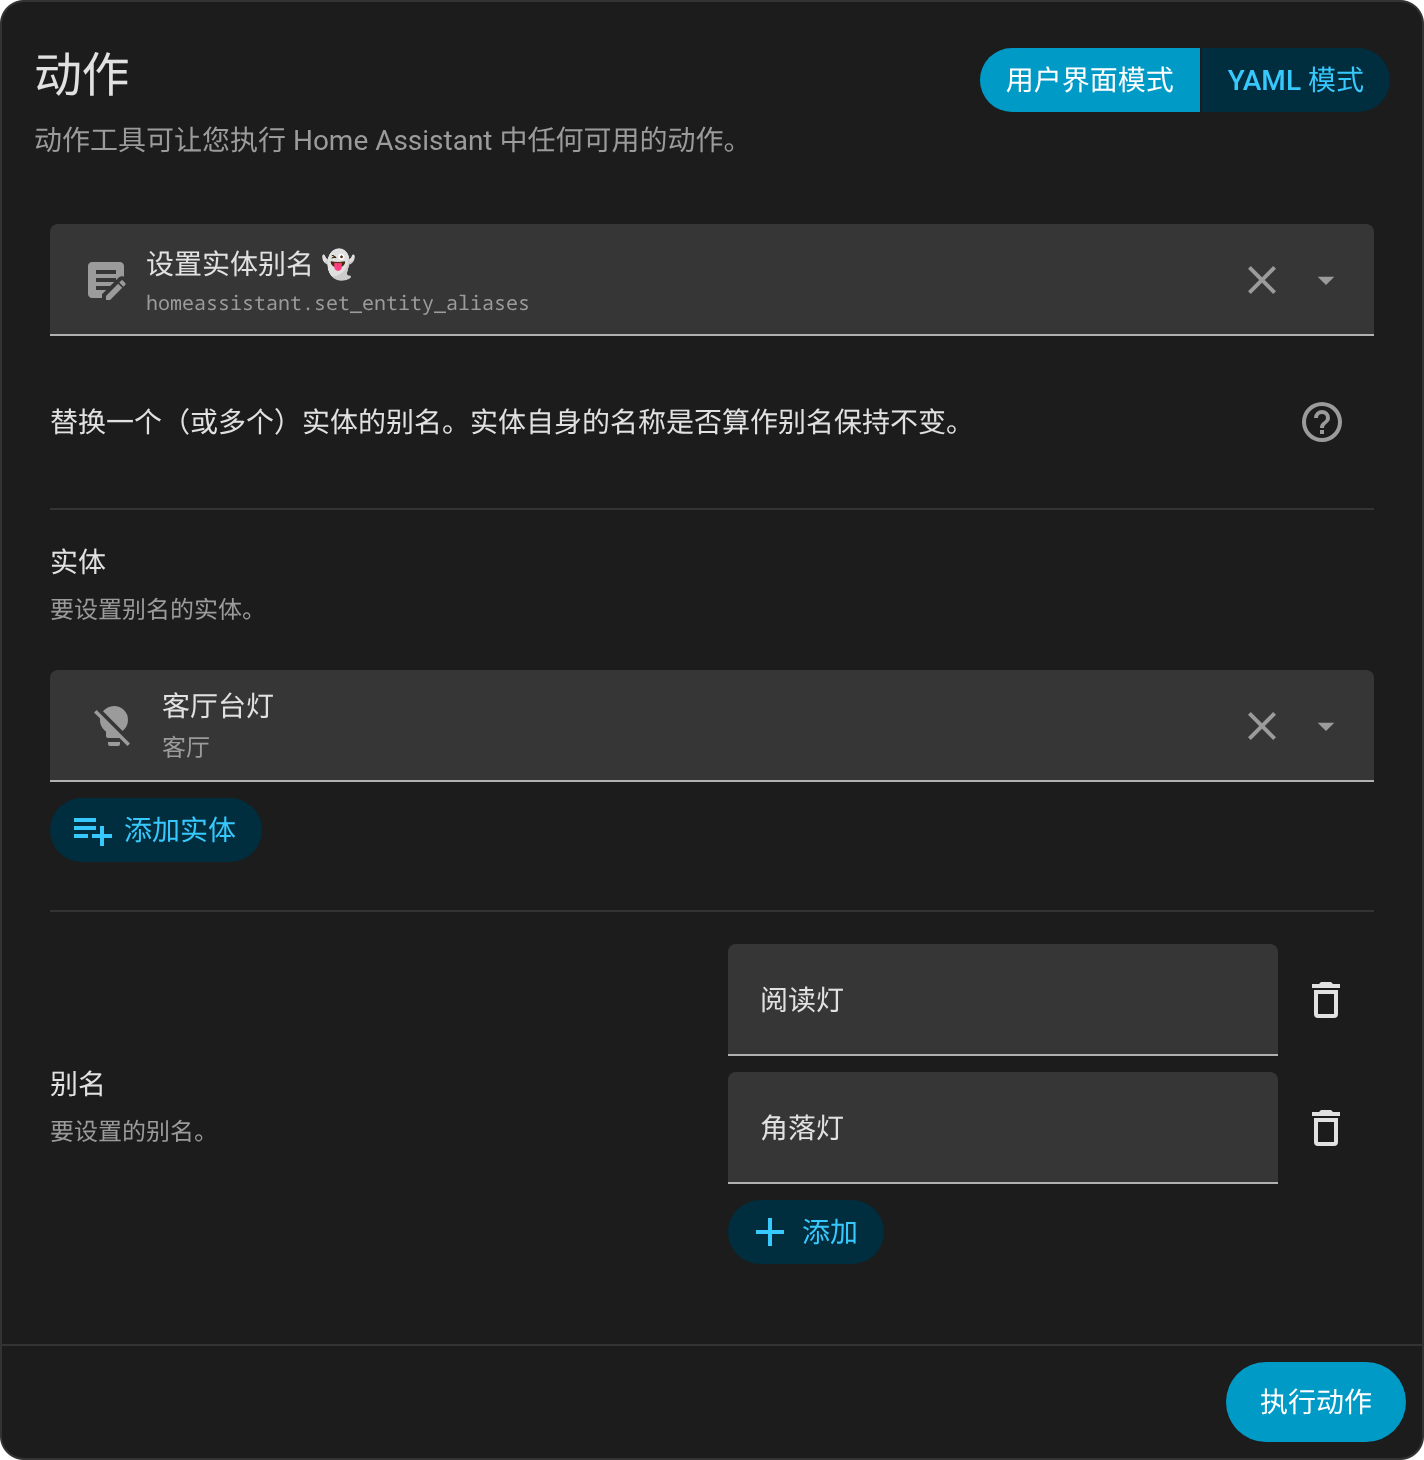 动作
用户界面模式
YAML 模式
动作工具可让您执行 Home Assistant 中任何可用的动作。
设置实体别名 👻
homeassistant.set_entity_aliases
替换一个（或多个）实体的别名。实体自身的名称是否算作别名保持不变。
实体
要设置别名的实体。
客厅台灯
客厅
添加实体
别名
要设置的别名。
阅读灯
角落灯
添加
执行动作